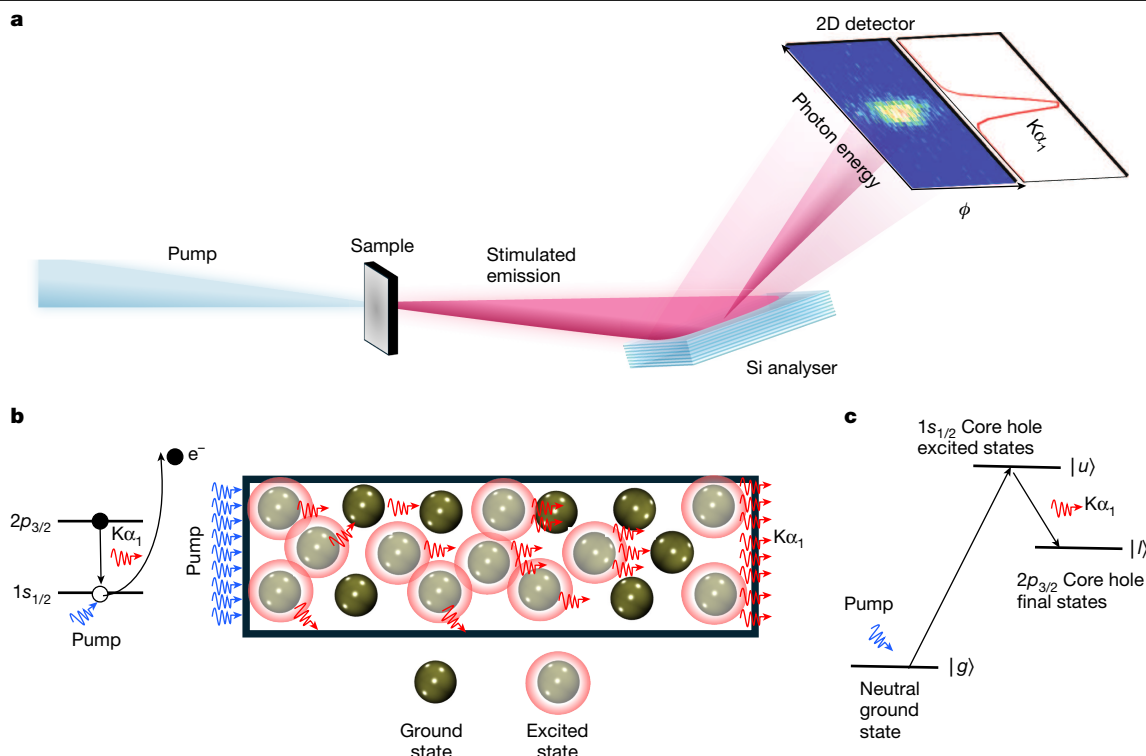 a
2D detector
Photon energy
Kα1
ϕ
Pump
Sample
Stimulated
emission
Si analyser
b
e−
2p3/2
Kα1
1s1/2
Pump
Pump
Kα1
Ground
state
Excited
state
c
1s1/2 Core hole
excited states
|u⟩
Kα1
|l⟩
2p3/2 Core hole
final states
Pump
|g⟩
Neutral
ground
state